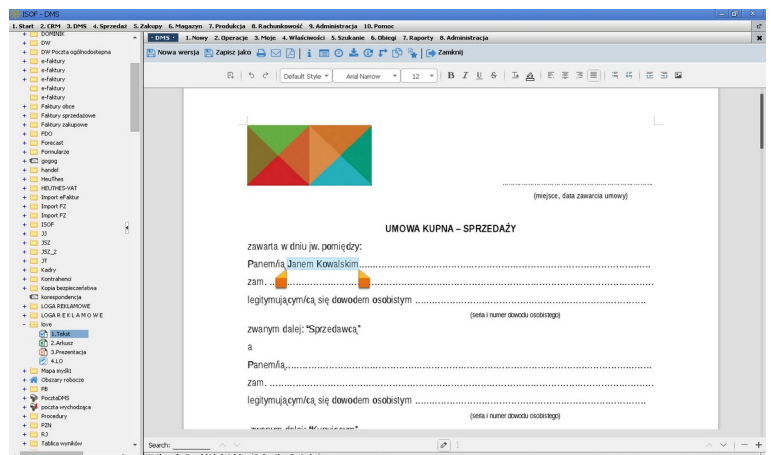 ISOF - DMS
1. Start 2. CRM 3. DMS 4. Sprzedaż 5. Zakupy 6. Magazyn 7. Produkcja 8. Rachunkowość 9. Administracja 10. Pomoc
DOMINIK
DW
DW Poczta ogólnodostępna
e-faktury
e-faktury
e-faktury
e-faktury
e-faktury
Faktury obce
Faktury sprzedażowe
Faktury zakupowe
FDO
Forecast
Formularze
gogog
handel
HeuThes
HEUTHES-VAT
Import eFaktur
Import FZ
Import FZ
ISOF
JJ
JSZ
JSZ_2
JT
Kadry
Kontrahenci
Kopia bezpieczeństwa
korespondencja
LOGA REKLAMOWE
LOGA R E K L A M O W E
love
1.Tekst
2.Arkusz
3.Prezentacja
4.LO
Mapa myśli
Obszary robocze
PB
PocztaDMS
poczta wychodząca
Procedury
PZN
RJ
Tablica wyników
· DMS · 1. Nowy 2. Operacje 3. Moje 4. Właściwości 5. Szukanie 6. Obiegi 7. Raporty 8. Administracja
Nowa wersja Zapisz jako Zamknij
Default Style Arial Narrow 12 B I U S
(miejsce, data zawarcia umowy)
UMOWA KUPNA – SPRZEDAŻY
zawarta w dniu jw. pomiędzy:
Panem/ią Janem Kowalskim
zam.
legitymującym/cą się dowodem osobistym
(seria i numer dowodu osobistego)
zwanym dalej: “Sprzedawcą”
a
Panem/ią
zam.
legitymującym/cą się dowodem osobistym
(seria i numer dowodu osobistego)
Search: 1